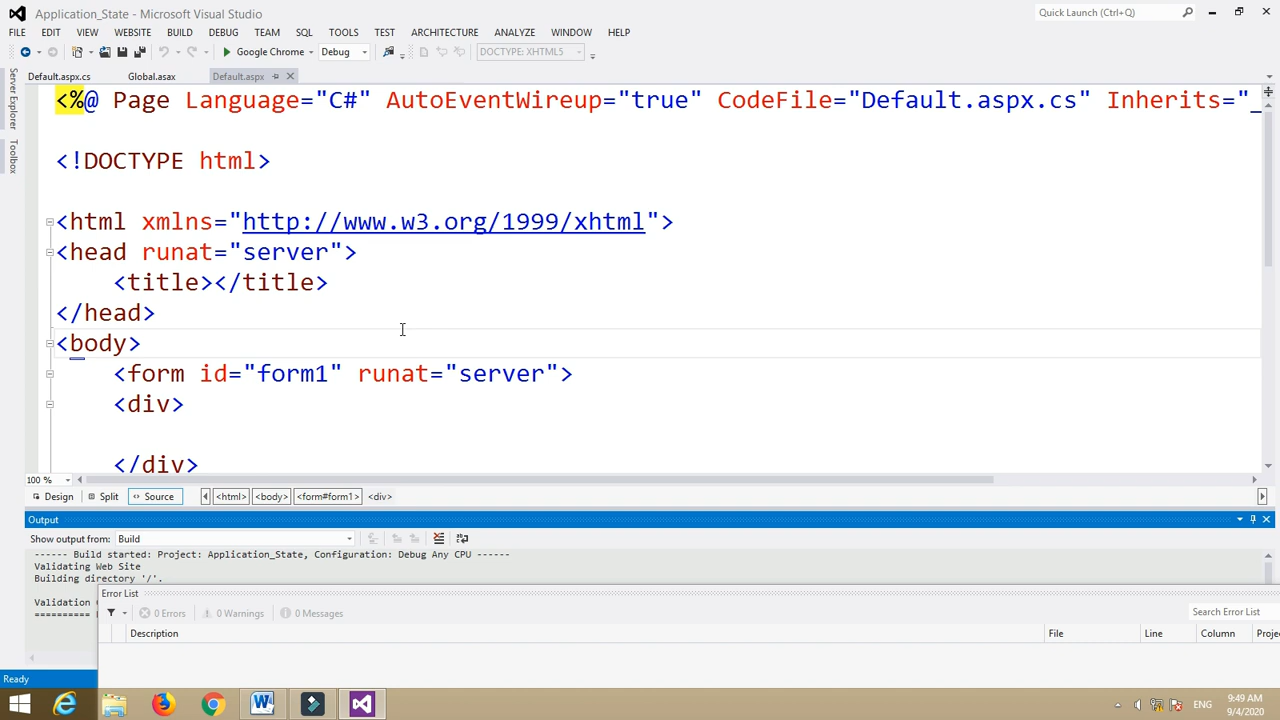 Application_State - Microsoft Visual Studio
Quick Launch (Ctrl+Q)
FILE EDIT VIEW WEBSITE BUILD DEBUG TEAM SQL TOOLS TEST ARCHITECTURE ANALYZE WINDOW HELP
Google Chrome Debug DOCTYPE: XHTML5
Default.aspx.cs Global.asax Default.aspx
Server Explorer
Toolbox
<%@ Page Language="C#" AutoEventWireup="true" CodeFile="Default.aspx.cs" Inherits="_
<!DOCTYPE html>
<html xmlns="http://www.w3.org/1999/xhtml">
<head runat="server">
<title></title>
</head>
<body>
<form id="form1" runat="server">
<div>
</div>
100 %
Design Split Source <html> <body> <form#form1> <div>
Output
Show output from: Build
------ Build started: Project: Application_State, Configuration: Debug Any CPU ------
Validating Web Site
Building directory '/'.
Validation
==========
Error List
0 Errors 0 Warnings 0 Messages
Search Error List
Description File Line Column Proje
Ready
ENG
9:49 AM
9/4/2020